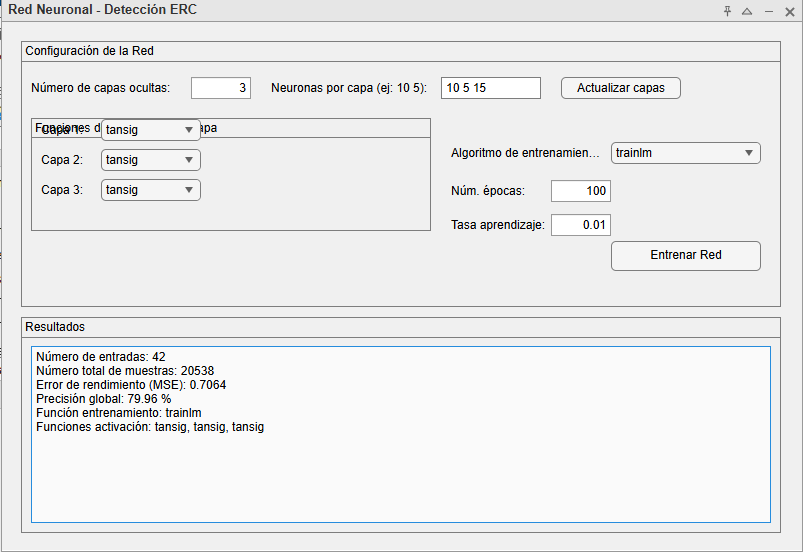 Red Neuronal - Detección ERC
Configuración de la Red
Número de capas ocultas: 3 Neuronas por capa (ej: 10 5): 10 5 15 Actualizar capas
Funciones d apa
Capa 1: tansig
Capa 2: tansig
Capa 3: tansig
Algoritmo de entrenamien... trainlm
Núm. épocas: 100
Tasa aprendizaje: 0.01
Entrenar Red
Resultados
Número de entradas: 42
Número total de muestras: 20538
Error de rendimiento (MSE): 0.7064
Precisión global: 79.96 %
Función entrenamiento: trainlm
Funciones activación: tansig, tansig, tansig